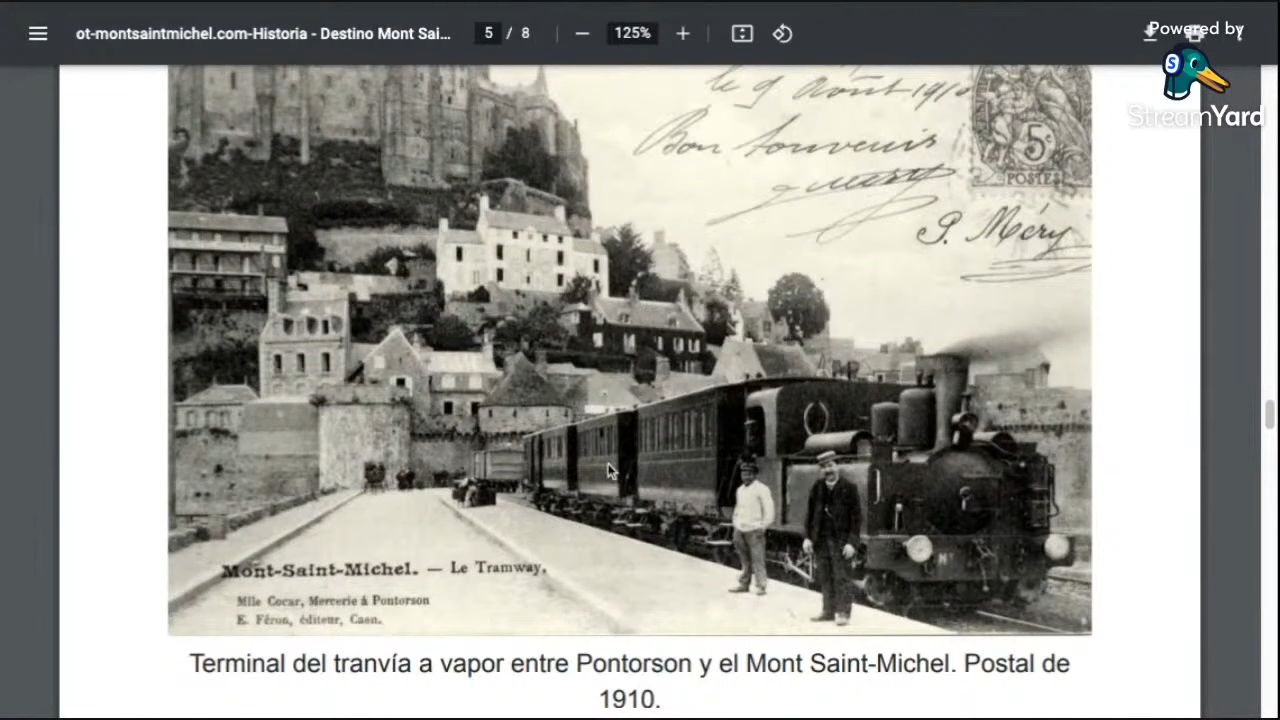 ot-montsaintmichel.com-Historia - Destino Mont Sai...
5 / 8
125%
Powered by
StreamYard
le 9 Août 1910
Bon Souvenir
P. Méry
5c
POSTES
Mont-Saint-Michel. — Le Tramway,
Mlle Cocar, Mercerie à Pontorson
E. Féron, éditeur, Caen.
Terminal del tranvía a vapor entre Pontorson y el Mont Saint-Michel. Postal de
1910.